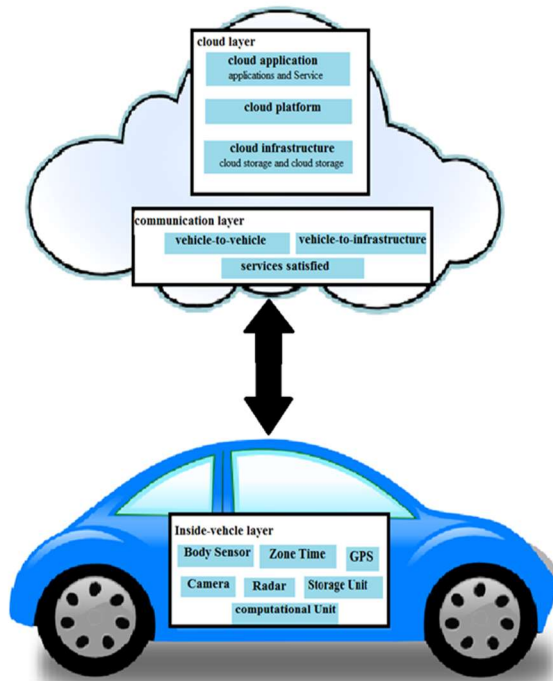 cloud layer
cloud application
applications and Service
cloud platform
cloud infrastructure
cloud storage and cloud storage
communication layer
vehicle-to-vehicle vehicle-to-infrastructure
services satisfied
Inside-vehcle layer
Body Sensor Zone Time GPS
Camera Radar Storage Unit
computational Unit